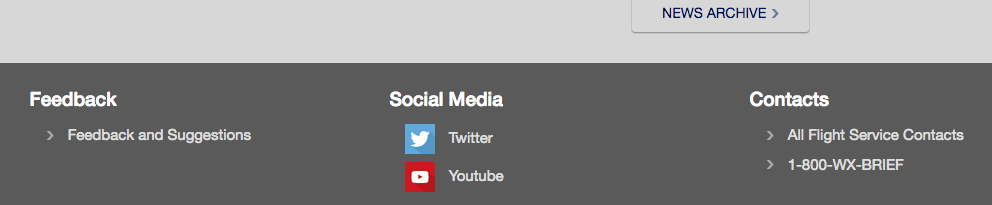 NEWS ARCHIVE
Feedback
Feedback and Suggestions
Social Media
Twitter
Youtube
Contacts
All Flight Service Contacts
1-800-WX-BRIEF